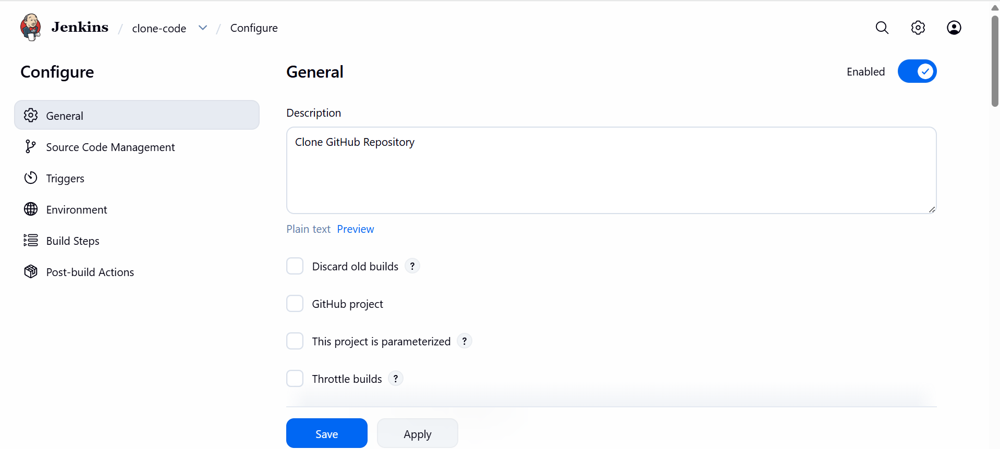 Jenkins / clone-code / Configure
Configure
General
Source Code Management
Triggers
Environment
Build Steps
Post-build Actions
General
Enabled
Description
Clone GitHub Repository
Plain text Preview
Discard old builds ?
GitHub project
This project is parameterized ?
Throttle builds ?
Save
Apply